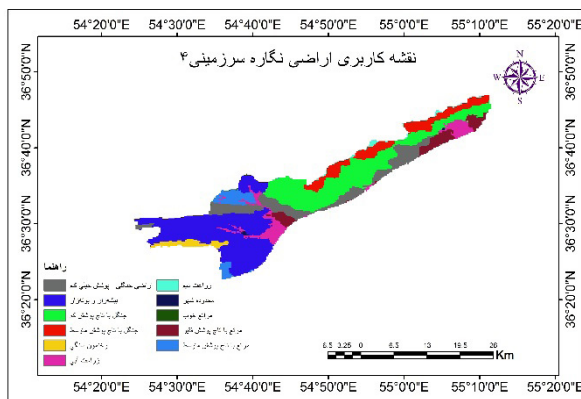 54°20'0"E 54°30'0"E 54°40'0"E 54°50'0"E 55°0'0"E 55°10'0"E 55°20'0"E
نقشه کاربری اراضی نگاره سرزمینی۴
N
W E
S
36°50'0"N
36°40'0"N
36°30'0"N
36°20'0"N
راهنما
اراضی جنگلی - پوشش خیلی کم
بیشه‌زار و بوته‌زار
جنگل با تاج پوشش کم
جنگل با تاج پوشش متوسط
رخنمون سنگی
زراعت آبی
زراعت دیم
محدوده شهر
مراتع خوب
مراتع با تاج پوشش فقیر
مراتع با تاج پوشش متوسط
6.5 3.25 0 6.5 13 19.5 26
Km
54°20'0"E 54°30'0"E 54°40'0"E 54°50'0"E 55°0'0"E 55°10'0"E 55°20'0"E